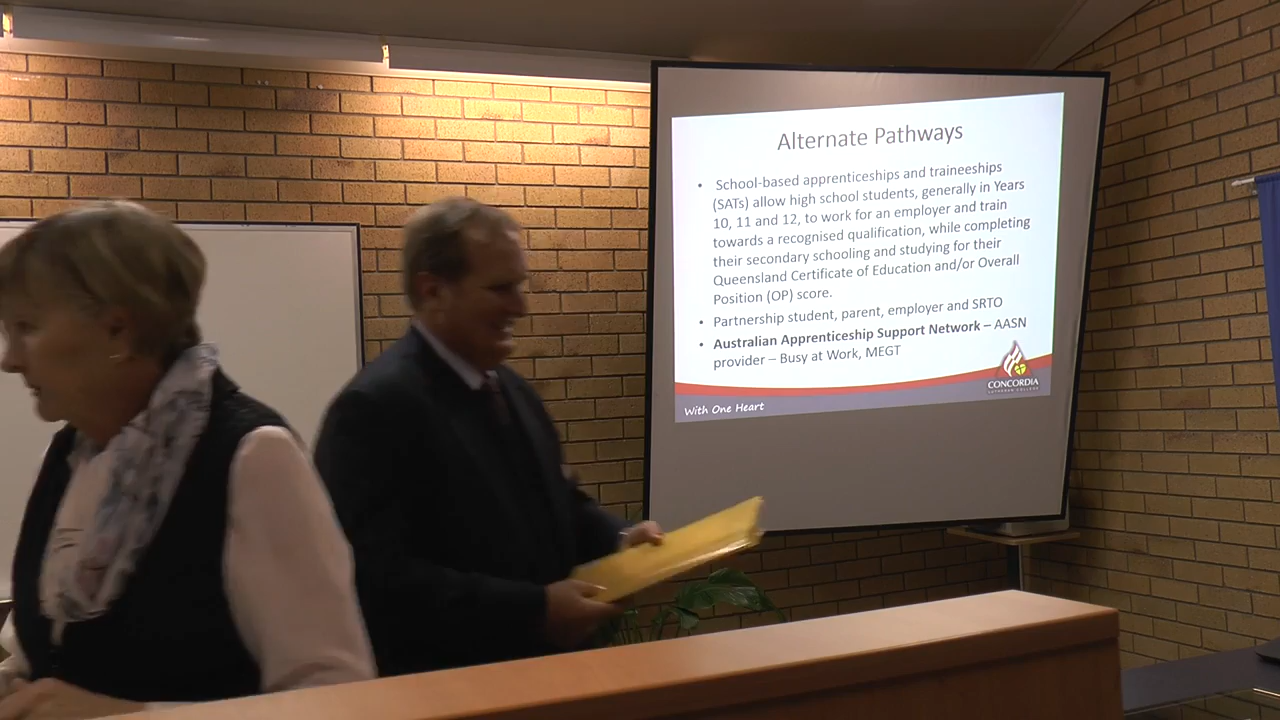 Alternate Pathways
• School-based apprenticeships and traineeships
(SATs) allow high school students, generally in Years
10, 11 and 12, to work for an employer and train
towards a recognised qualification, while completing
their secondary schooling and studying for their
Queensland Certificate of Education and/or Overall
Position (OP) score.
• Partnership student, parent, employer and SRTO
• Australian Apprenticeship Support Network – AASN
provider – Busy at Work, MEGT
CONCORDIA
LUTHERAN COLLEGE
With One Heart